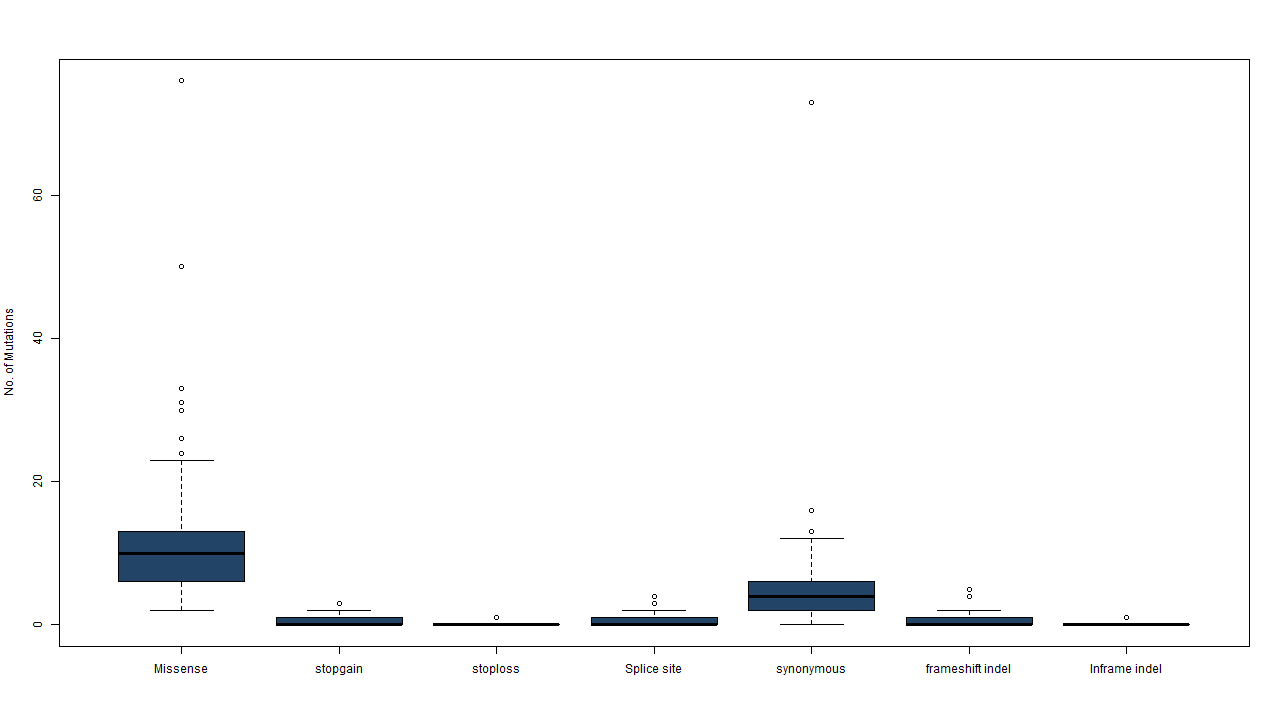 No. of Mutations
60
40
20
0
Missense stopgain stoploss Splice site synonymous frameshift indel Inframe indel